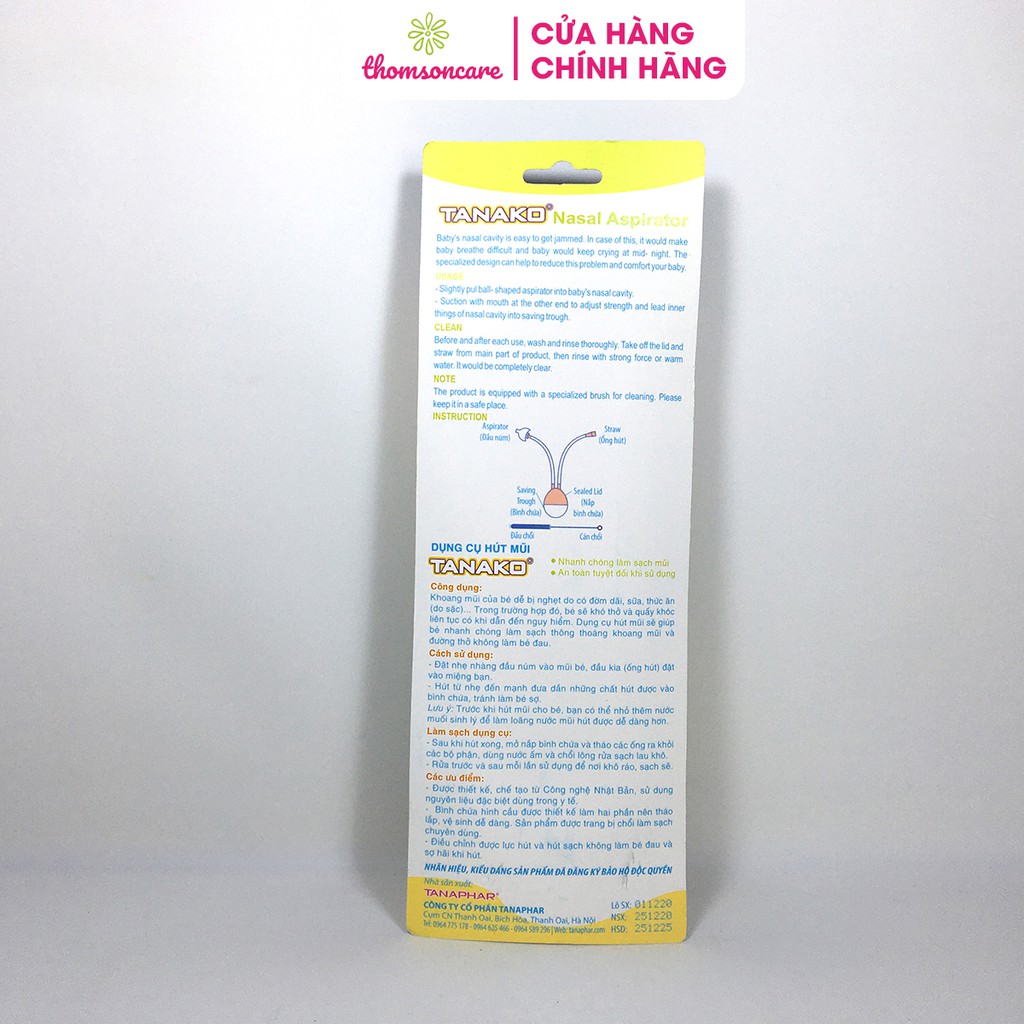 thomsoncare
CỬA HÀNG
CHÍNH HÃNG
TANAKO® Nasal Aspirator
Baby's nasal cavity is easy to get jammed. In case of this, it would make
baby breathe difficult and baby would keep crying at mid- night. The
specialized design can help to reduce this problem and comfort your baby.
USAGE
- Slightly pul ball- shaped aspirator into baby's nasal cavity.
- Suction with mouth at the other end to adjust strength and lead inner
things of nasal cavity into saving trough.
CLEAN
Before and after each use, wash and rinse thoroughly. Take off the lid and
straw from main part of product, then rinse with strong force or warm
water. It would be completely clear.
NOTE
The product is equipped with a specialized brush for cleaning. Please
keep it in a safe place.
INSTRUCTION
Aspirator
(Đầu núm)
Straw
(Ống hút)
Saving
Trough
(Bình chứa)
Sealed Lid
(Nắp
bình chứa)
Đầu chổi
Cán chổi
DỤNG CỤ HÚT MŨI
TANAKO®
• Nhanh chóng làm sạch mũi
• An toàn tuyệt đối khi sử dụng
Công dụng:
Khoang mũi của bé dễ bị nghẹt do có đờm dãi, sữa, thức ăn
(do sặc)... Trong trường hợp đó, bé sẽ khó thở và quấy khóc
liên tục có khi dẫn đến nguy hiểm. Dụng cụ hút mũi sẽ giúp
bé nhanh chóng làm sạch thông thoáng khoang mũi và
đường thở không làm bé đau.
Cách sử dụng:
- Đặt nhẹ nhàng đầu núm vào mũi bé, đầu kia (ống hút) đặt
vào miệng bạn.
- Hút từ nhẹ đến mạnh đưa dần những chất hút được vào
bình chứa, tránh làm bé sợ.
Lưu ý: Trước khi hút mũi cho bé, bạn có thể nhỏ thêm nước
muối sinh lý để làm loãng nước mũi hút được dễ dàng hơn.
Làm sạch dụng cụ:
- Sau khi hút xong, mở nắp bình chứa và tháo các ống ra khỏi
các bộ phận, dùng nước ấm và chổi lông rửa sạch lau khô.
- Rửa trước và sau mỗi lần sử dụng để nơi khô ráo, sạch sẽ.
Các ưu điểm:
- Được thiết kế, chế tạo từ Công nghệ Nhật Bản, sử dụng
nguyên liệu đặc biệt dùng trong y tế.
- Bình chứa hình cầu được thiết kế làm hai phần nên tháo
lắp, vệ sinh dễ dàng. Sản phẩm được trang bị chổi làm sạch
chuyên dùng.
- Điều chỉnh được lực hút và hút sạch không làm bé đau và
sợ hãi khi hút.
NHÃN HIỆU, KIỂU DÁNG SẢN PHẨM ĐÃ ĐĂNG KÝ BẢO HỘ ĐỘC QUYỀN
Nhà sản xuất:
TANAPHAR®
CÔNG TY CỔ PHẦN TANAPHAR
Cụm CN Thanh Oai, Bích Hòa, Thanh Oai, Hà Nội
Tel: 0964 775 178 - 0964 625 466 - 0964 589 296 | Web: tanaphar.com
Lô SX: 011220
NSX: 251220
HSD: 251225